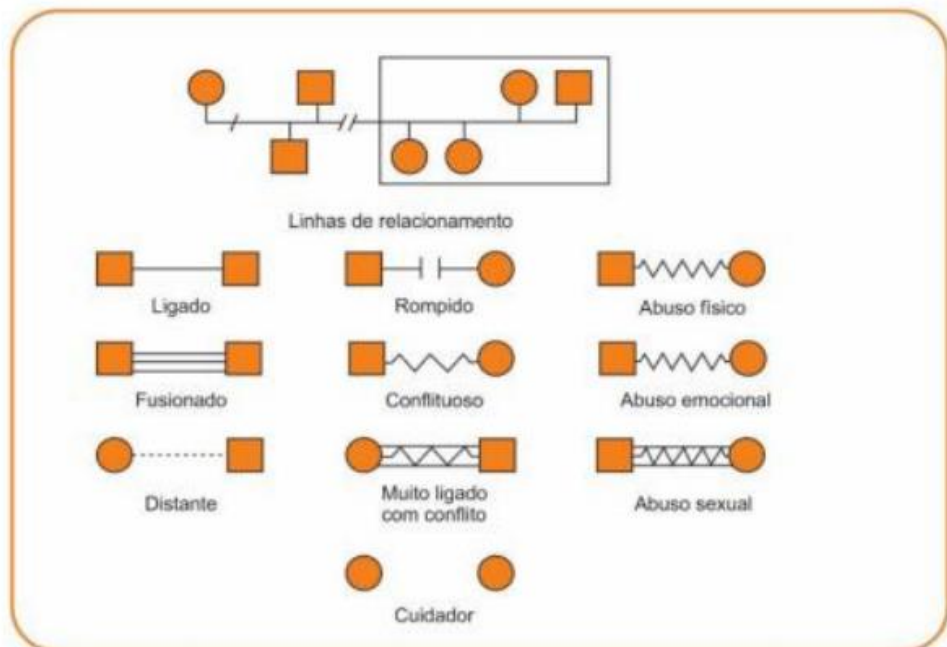 Linhas de relacionamento
Ligado
Rompido
Abuso físico
Fusionado
Conflituoso
Abuso emocional
Distante
Muito ligado
com conflito
Abuso sexual
Cuidador